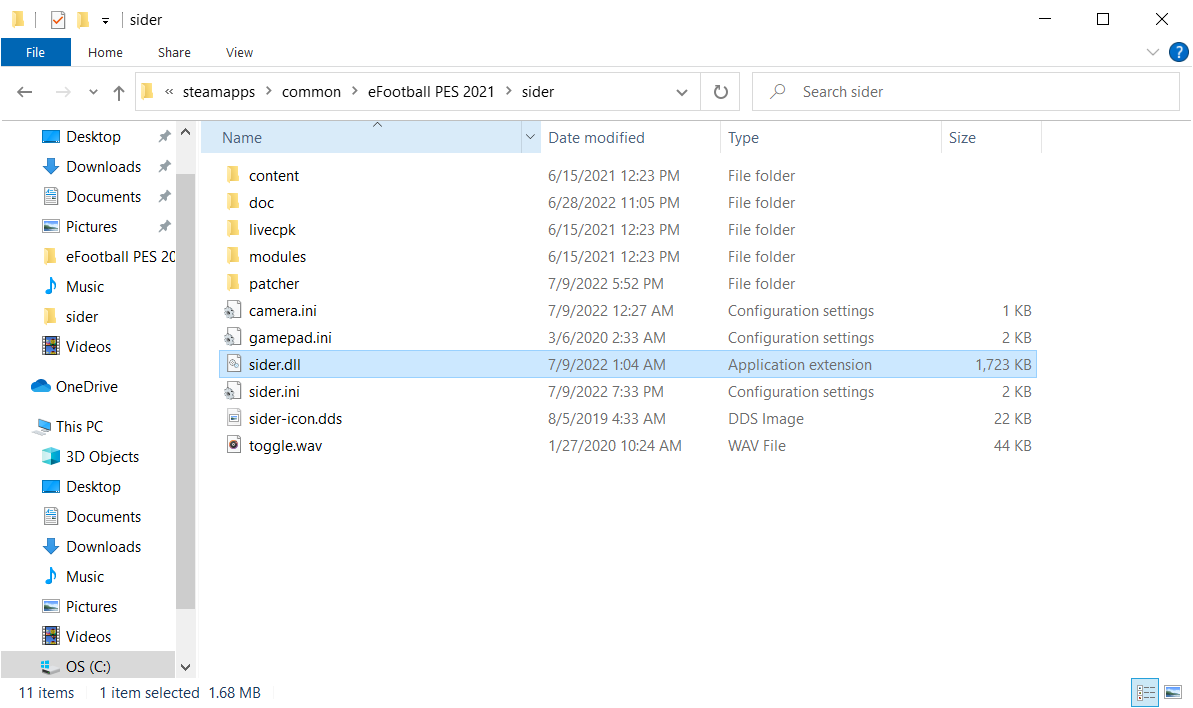 sider
File Home Share View ?
« steamapps > common > eFootball PES 2021 > sider
Search sider
Desktop
Downloads
Documents
Pictures
eFootball PES 20
Music
sider
Videos
OneDrive
This PC
3D Objects
Desktop
Documents
Downloads
Music
Pictures
Videos
OS (C:)
Name Date modified Type Size
content 6/15/2021 12:23 PM File folder
doc 6/28/2022 11:05 PM File folder
livecpk 6/15/2021 12:23 PM File folder
modules 6/15/2021 12:23 PM File folder
patcher 7/9/2022 5:52 PM File folder
camera.ini 7/9/2022 12:27 AM Configuration settings 1 KB
gamepad.ini 3/6/2020 2:33 AM Configuration settings 2 KB
sider.dll 7/9/2022 1:04 AM Application extension 1,723 KB
sider.ini 7/9/2022 7:33 PM Configuration settings 2 KB
sider-icon.dds 8/5/2019 4:33 AM DDS Image 22 KB
toggle.wav 1/27/2020 10:24 AM WAV File 44 KB
11 items 1 item selected 1.68 MB